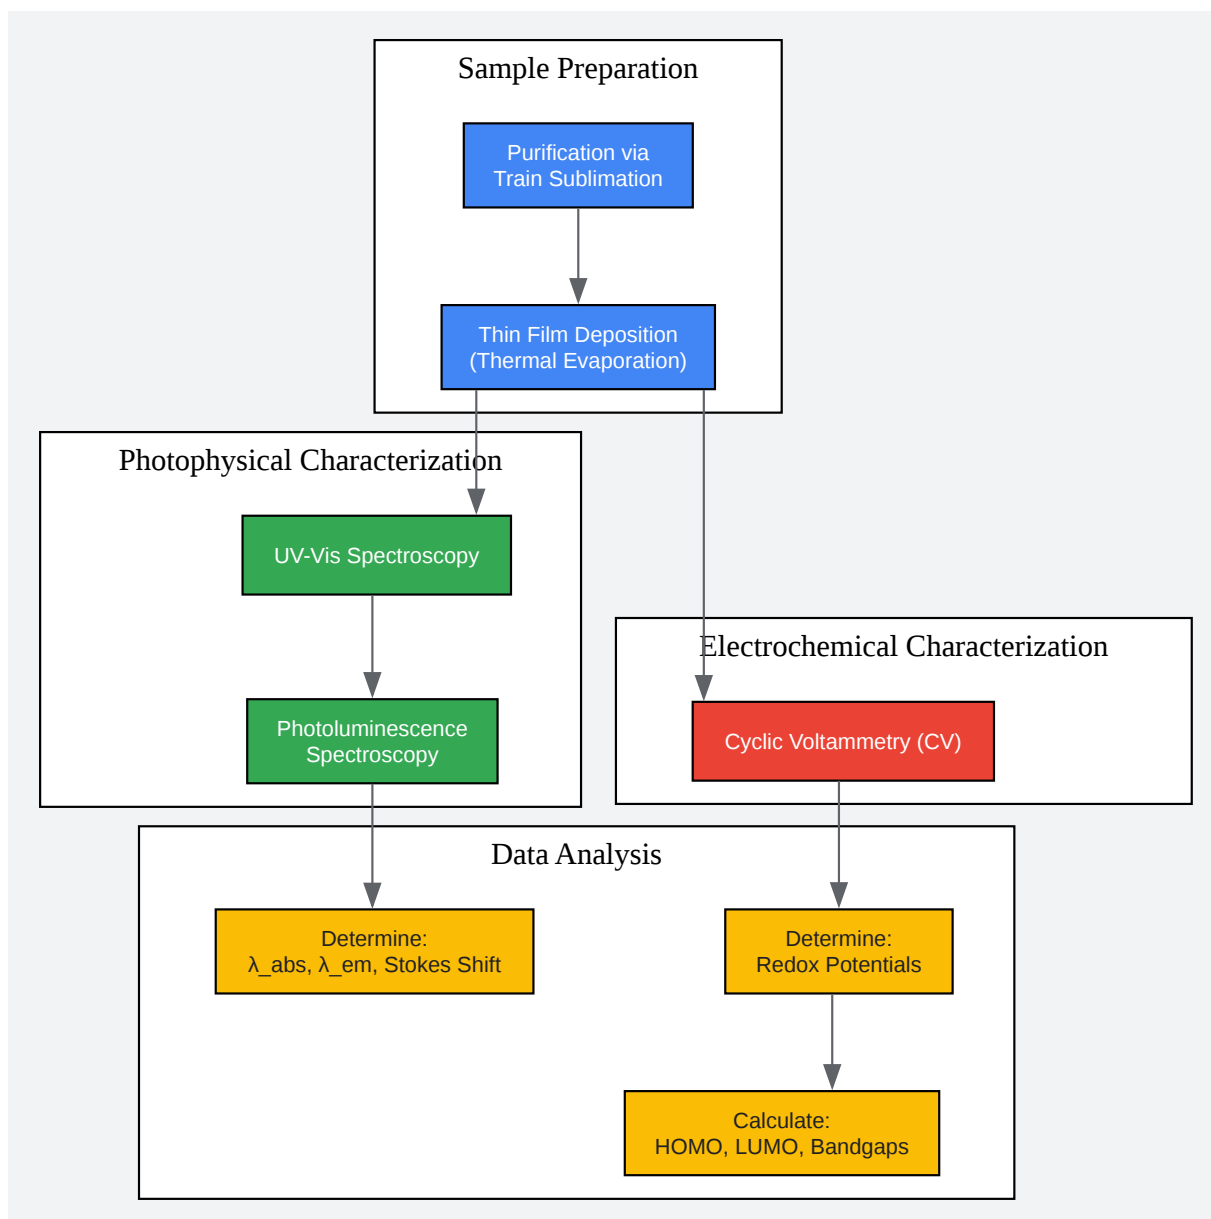 Sample Preparation
Purification via
Train Sublimation
Thin Film Deposition
(Thermal Evaporation)
Photophysical Characterization
UV-Vis Spectroscopy
Photoluminescence
Spectroscopy
Electrochemical Characterization
Cyclic Voltammetry (CV)
Data Analysis
Determine:
λ_abs, λ_em, Stokes Shift
Determine:
Redox Potentials
Calculate:
HOMO, LUMO, Bandgaps